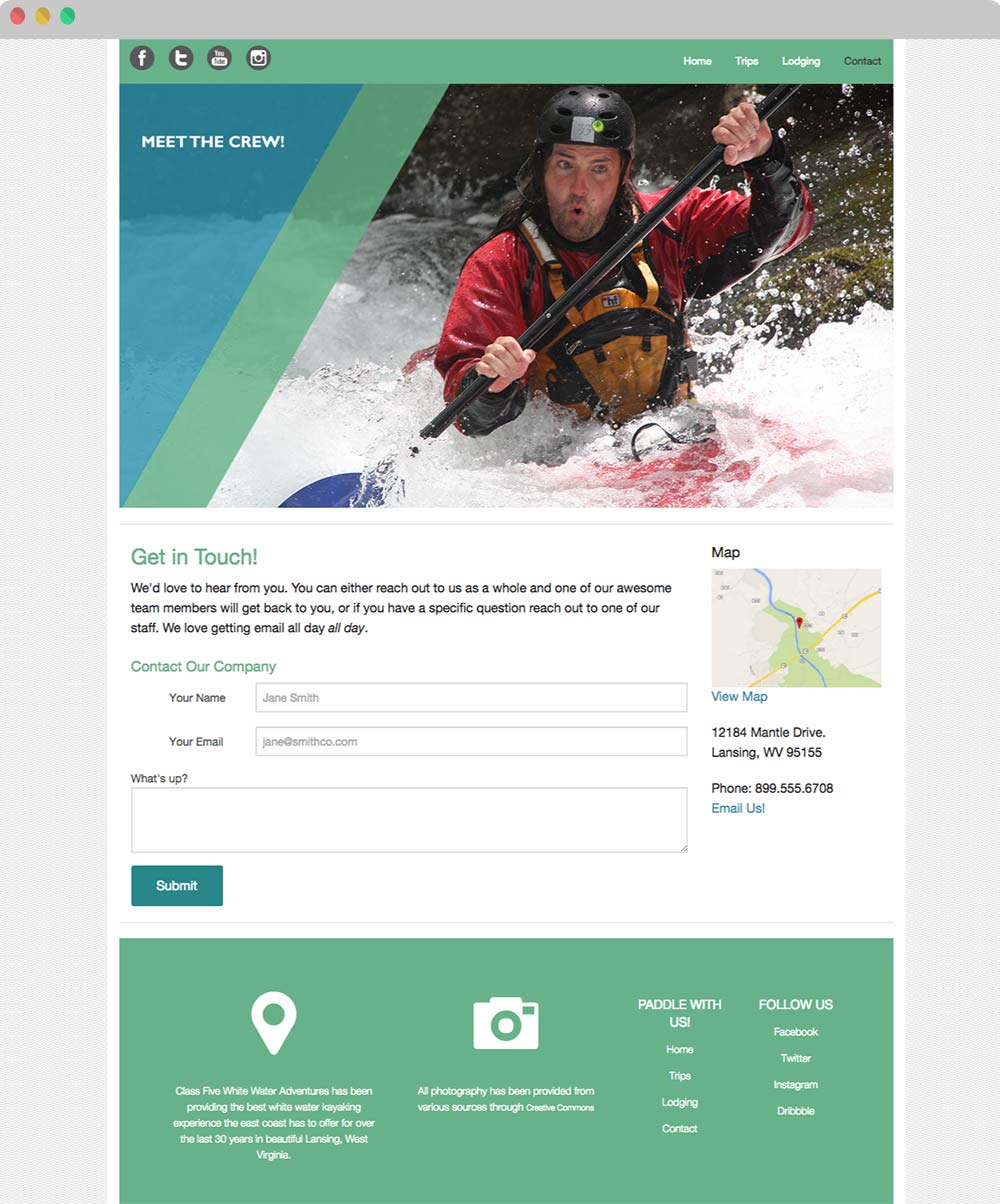 You Tube
Home Trips Lodging Contact
MEET THE CREW!
33
hf
Get in Touch!
We'd love to hear from you. You can either reach out to us as a whole and one of our awesome
team members will get back to you, or if you have a specific question reach out to one of our
staff. We love getting email all day all day.
Contact Our Company
Your Name Jane Smith
Your Email jane@smithco.com
What's up?
Submit
Map
View Map
12184 Mantle Drive.
Lansing, WV 95155
Phone: 899.555.6708
Email Us!
Class Five White Water Adventures has been
providing the best white water kayaking
experience the east coast has to offer for over
the last 30 years in beautiful Lansing, West
Virginia.
All photography has been provided from
various sources through Creative Commons
PADDLE WITH
US!
Home
Trips
Lodging
Contact
FOLLOW US
Facebook
Twitter
Instagram
Dribbble